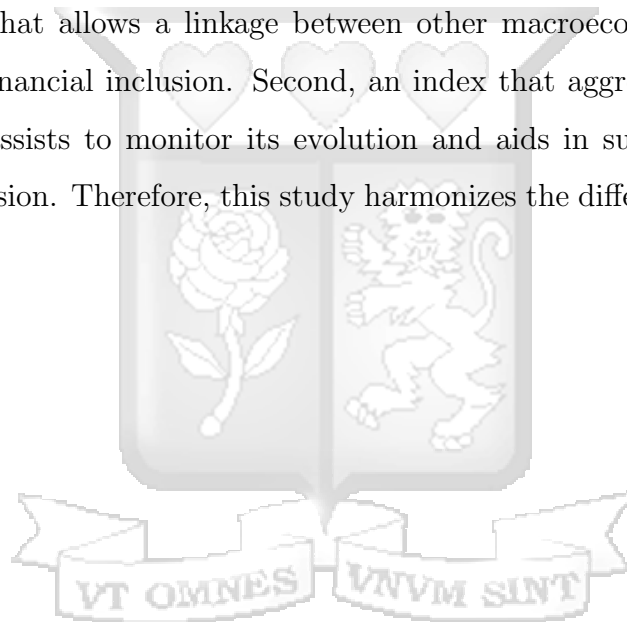 hat allows a linkage between other macroeco
nancial inclusion. Second, an index that aggr
ssists to monitor its evolution and aids in su
sion. Therefore, this study harmonizes the diffe
VT OMNES VNVM SINT